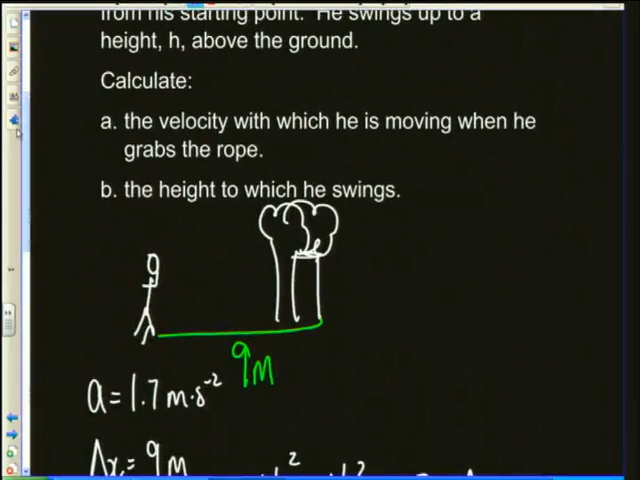 from his starting point. He swings up to a
height, h, above the ground.
Calculate:
a. the velocity with which he is moving when he
grabs the rope.
b. the height to which he swings.
9m
a = 1.7 m·s⁻²
Δx = 9m